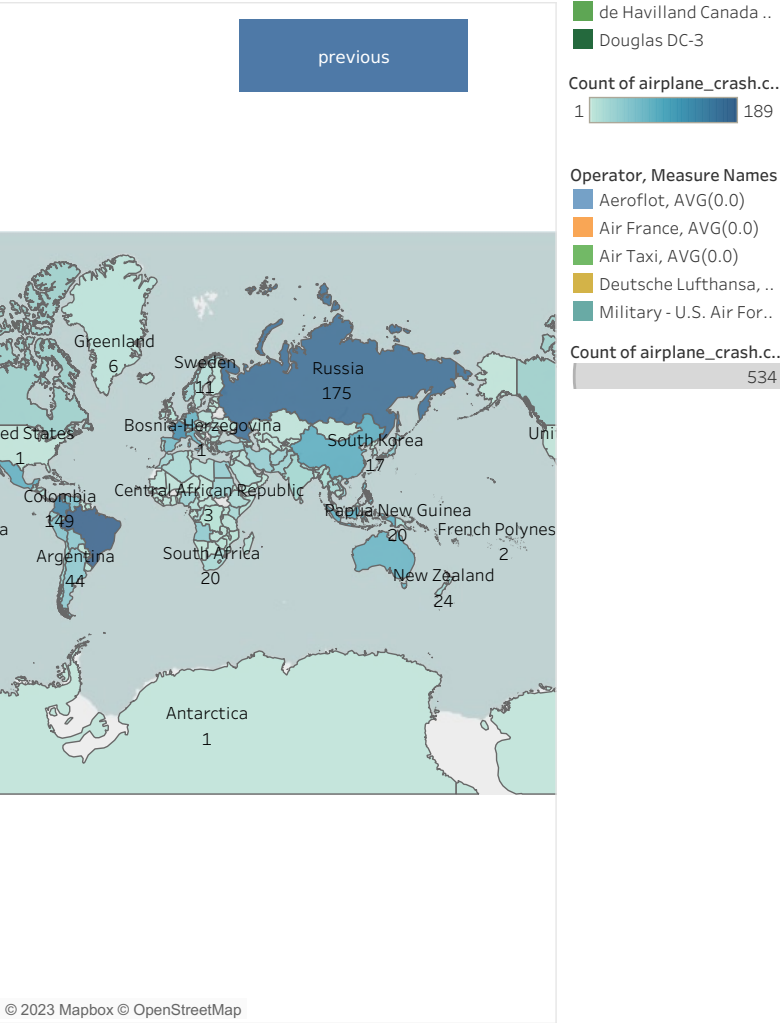 previous
de Havilland Canada ..
Douglas DC-3
Count of airplane_crash.c..
1 189
Operator, Measure Names
Aeroflot, AVG(0.0)
Air France, AVG(0.0)
Air Taxi, AVG(0.0)
Deutsche Lufthansa, ..
Military - U.S. Air For..
Count of airplane_crash.c..
534
Greenland
6
Sweden
11
Russia
175
Bosnia-Herzegovina
1
South Korea
17
ed States
1
Uni
Colombia
149
Central African Republic
3
Papua New Guinea
20
a
French Polynes
2
Argentina
44
South Africa
20
New Zealand
24
Antarctica
1
© 2023 Mapbox © OpenStreetMap